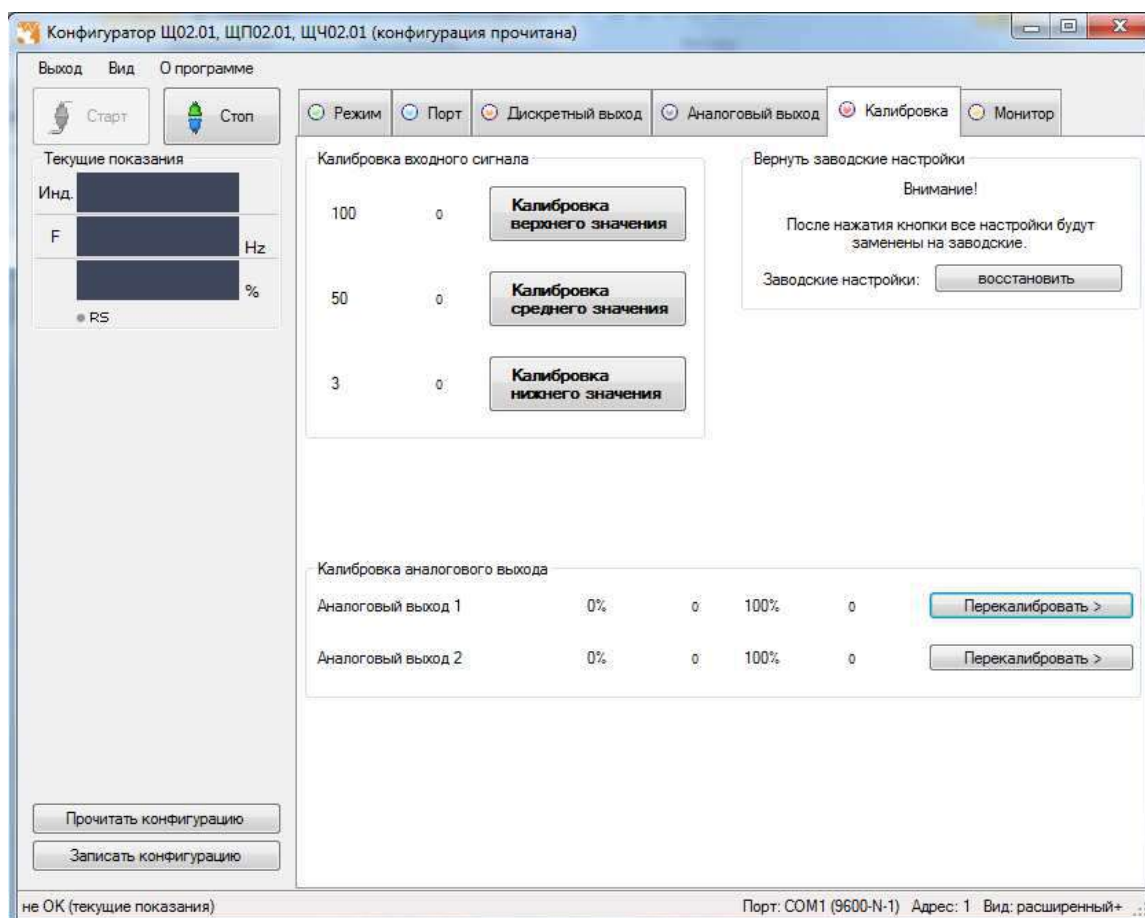 Конфигуратор Щ02.01, ЩП02.01, ЩЧ02.01 (конфигурация прочитана)
Выход Вид О программе
Старт Стоп
Режим Порт Дискретный выход Аналоговый выход Калибровка Монитор
Текущие показания
Инд.
F Hz
%
RS
Калибровка входного сигнала
100 0 Калибровка
верхнего значения
50 0 Калибровка
среднего значения
3 0 Калибровка
нижнего значения
Вернуть заводские настройки
Внимание!
После нажатия кнопки все настройки будут
заменены на заводские.
Заводские настройки: восстановить
Калибровка аналогового выхода
Аналоговый выход 1 0% 0 100% 0 Перекалибровать >
Аналоговый выход 2 0% 0 100% 0 Перекалибровать >
Прочитать конфигурацию
Записать конфигурацию
не ОК (текущие показания) Порт: COM1 (9600-N-1) Адрес: 1 Вид: расширенный+